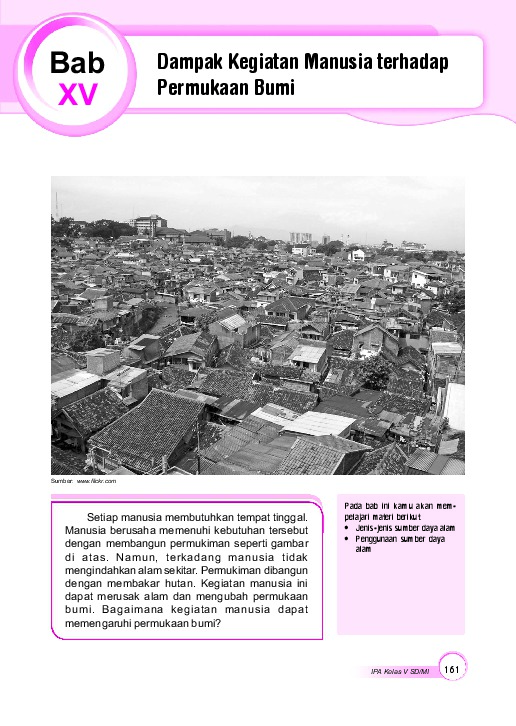 Bab
XV
Dampak Kegiatan Manusia terhadap
Permukaan Bumi
Sumber: www.flickr.com
Setiap manusia membutuhkan tempat tinggal.
Manusia berusaha memenuhi kebutuhan tersebut
dengan membangun permukiman seperti gambar
di atas. Namun, terkadang manusia tidak
mengindahkan alam sekitar. Permukiman dibangun
dengan membakar hutan. Kegiatan manusia ini
dapat merusak alam dan mengubah permukaan
bumi. Bagaimana kegiatan manusia dapat
memengaruhi permukaan bumi?
Pada bab ini kamu akan mem-
pelajari materi berikut
• Jenis-jenis sumber daya alam
• Penggunaan sumber daya
alam
IPA Kelas V SD/MI
161